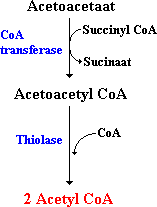 Acetoacetaat
CoA
transferase
Succinyl CoA
Sucinaat
Acetoacetyl CoA
Thiolase
CoA
2 Acetyl CoA